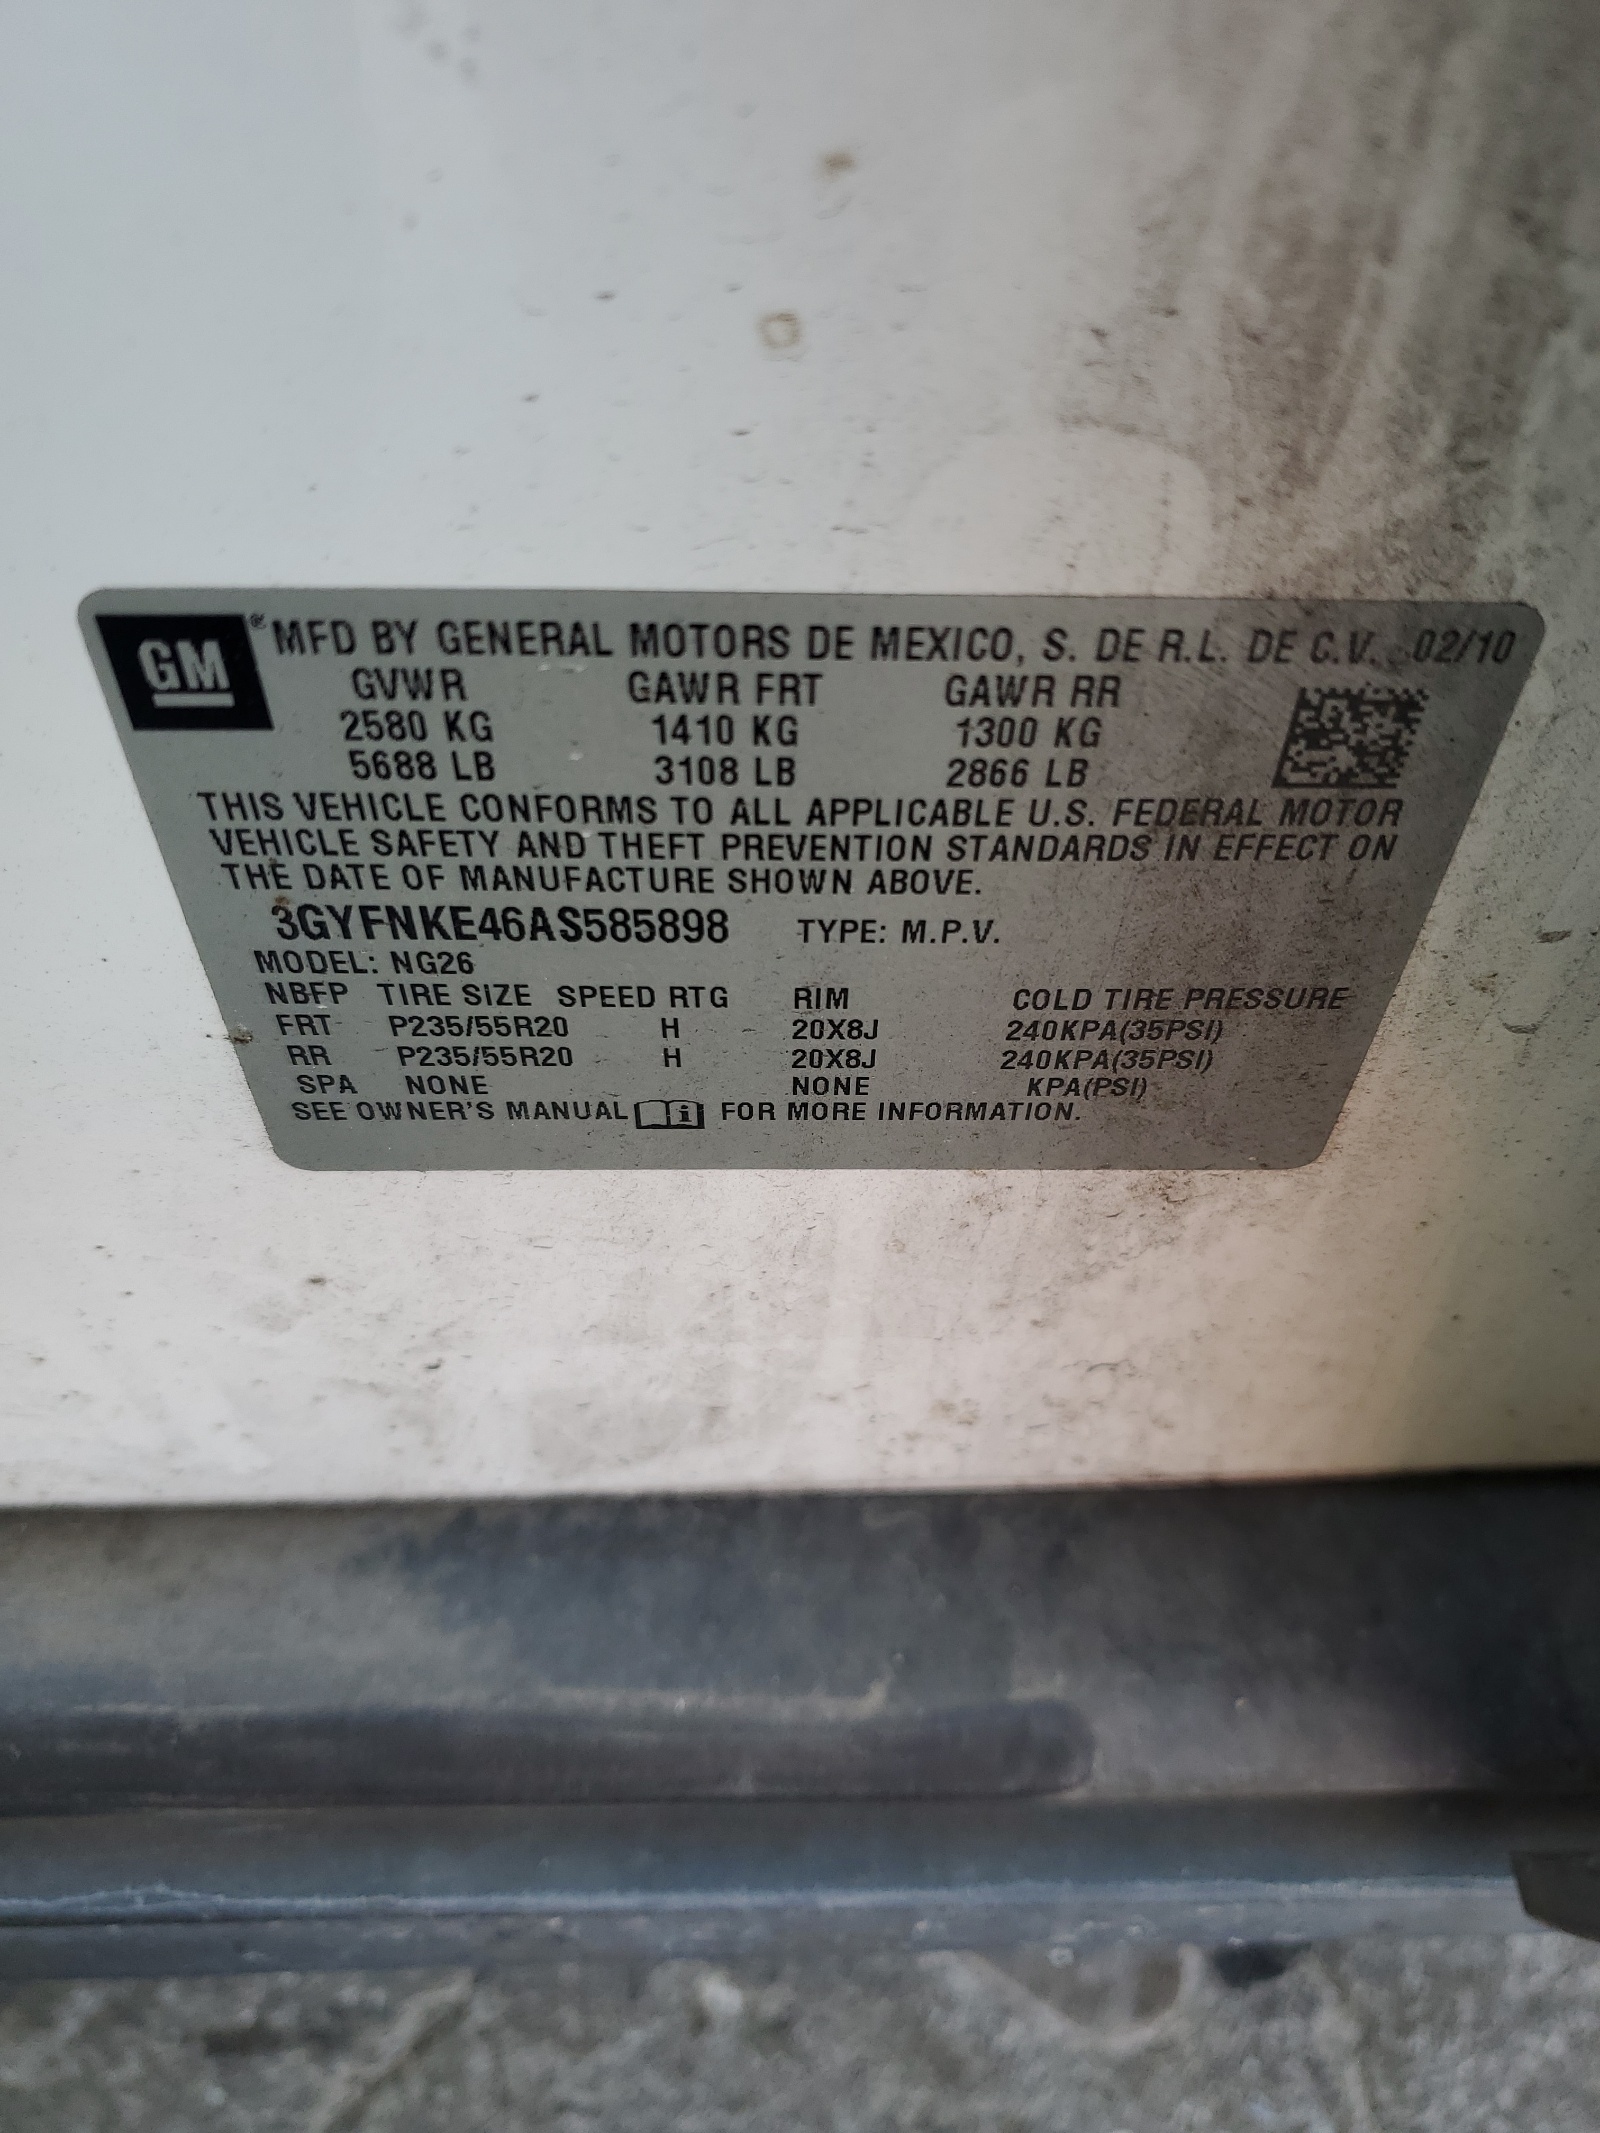 GM ® MFD BY GENERAL MOTORS DE MEXICO, S. DE R.L. DE C.V. 02/10
GVWR GAWR FRT GAWR RR
2580 KG 1410 KG 1300 KG
5688 LB 3108 LB 2866 LB
THIS VEHICLE CONFORMS TO ALL APPLICABLE U.S. FEDERAL MOTOR
VEHICLE SAFETY AND THEFT PREVENTION STANDARDS IN EFFECT ON
THE DATE OF MANUFACTURE SHOWN ABOVE.
3GYFNKE46AS585898 TYPE: M.P.V.
MODEL: NG26
NBFP TIRE SIZE SPEED RTG RIM COLD TIRE PRESSURE
FRT P235/55R20 H 20X8J 240KPA(35PSI)
RR P235/55R20 H 20X8J 240KPA(35PSI)
SPA NONE NONE KPA(PSI)
SEE OWNER'S MANUAL i FOR MORE INFORMATION.